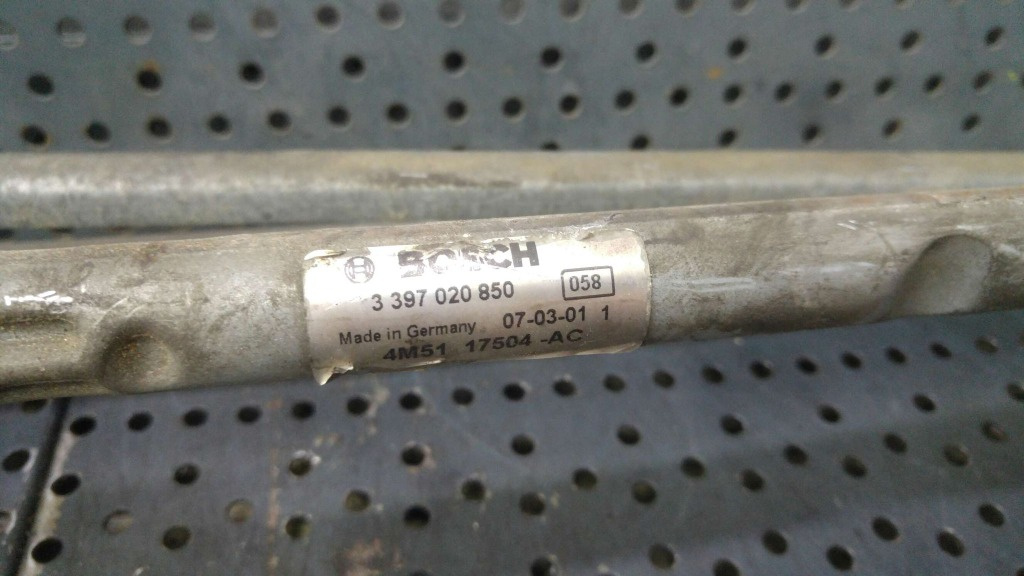 BOSCH
3 397 020 850 058
Made in Germany 07-03-01 1
4M51 17504 -AC